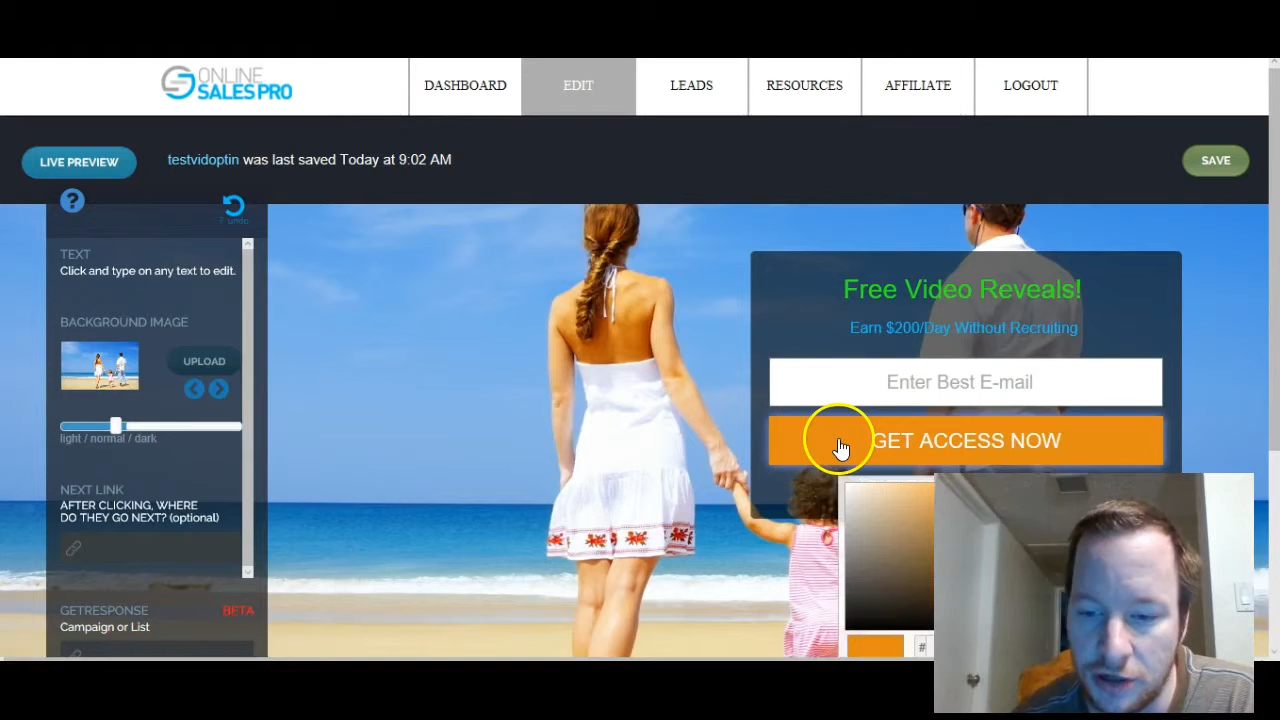 ONLINE
SALES PRO
DASHBOARD
EDIT
LEADS
RESOURCES
AFFILIATE
LOGOUT
LIVE PREVIEW
testvidoptin was last saved Today at 9:02 AM
SAVE
?
undo
TEXT
Click and type on any text to edit.
BACKGROUND IMAGE
UPLOAD
light / normal / dark
NEXT LINK
AFTER CLICKING, WHERE
DO THEY GO NEXT? (optional)
GETRESPONSE BETA
Campaign or List
Free Video Reveals!
Earn $200/Day Without Recruiting
Enter Best E-mail
GET ACCESS NOW
#